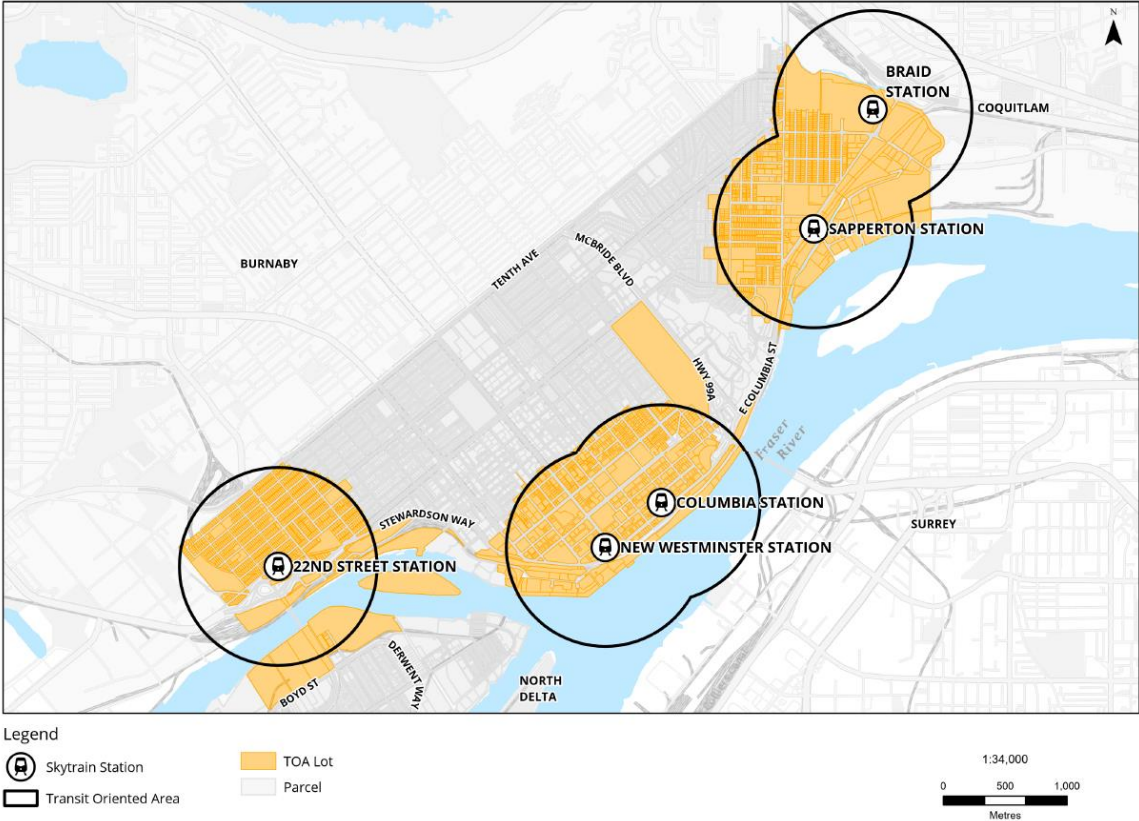 N
BRAID
STATION
COQUITLAM
SAPPERTON STATION
MCBRIDE BLVD
TENTH AVE
BURNABY
HWY 99A
E COLUMBIA ST
Fraser
River
COLUMBIA STATION
SURREY
STEWARDSON WAY
NEW WESTMINSTER STATION
22ND STREET STATION
DERWENT WAY
BOYD ST
NORTH
DELTA
Legend
Skytrain Station
Transit Oriented Area
TOA Lot
Parcel
1:34,000
0 500 1,000
Metres